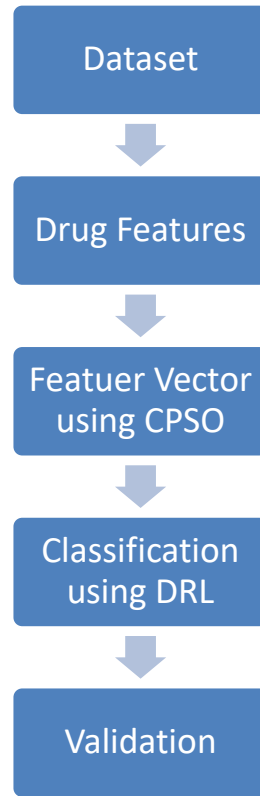 Dataset
Drug Features
Featuer Vector
using CPSO
Classification
using DRL
Validation